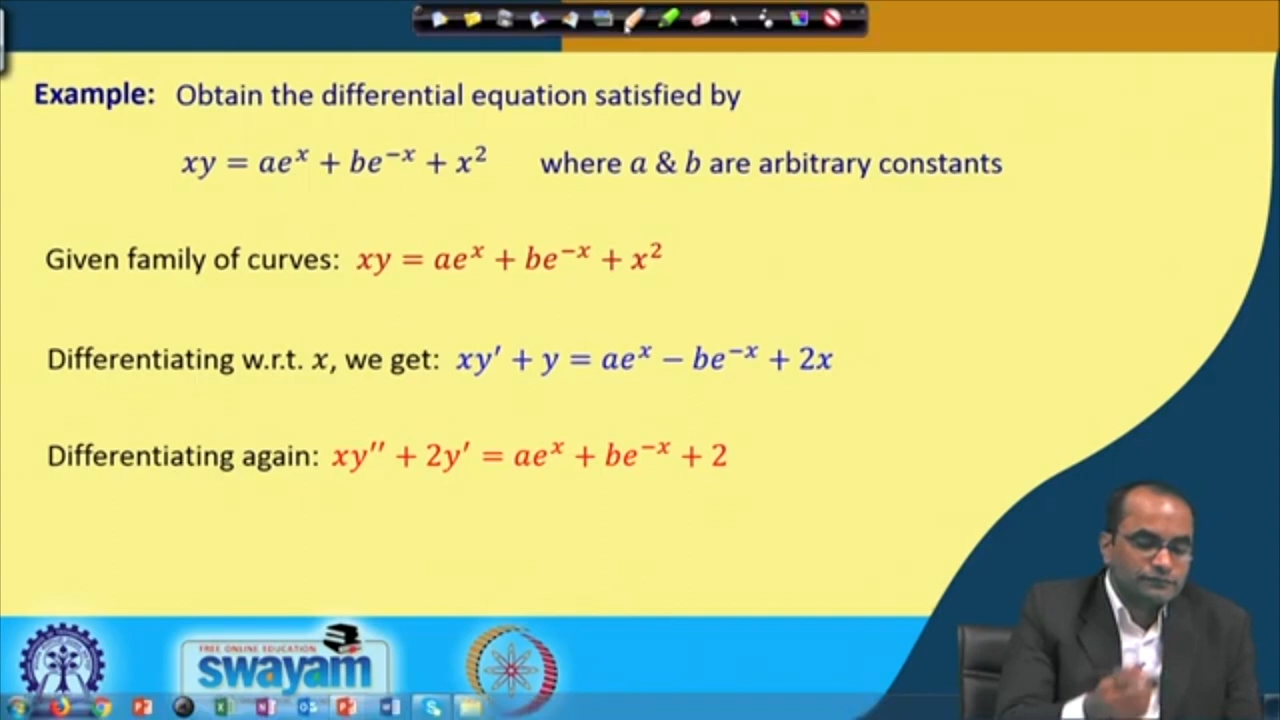 Example: Obtain the differential equation satisfied by
xy = ae^x + be^{−x} + x^2 where a & b are arbitrary constants
Given family of curves: xy = ae^x + be^{−x} + x^2
Differentiating w.r.t. x, we get: xy′ + y = ae^x − be^{−x} + 2x
Differentiating again: xy′′ + 2y′ = ae^x + be^{−x} + 2
FREE ONLINE EDUCATION
swayam